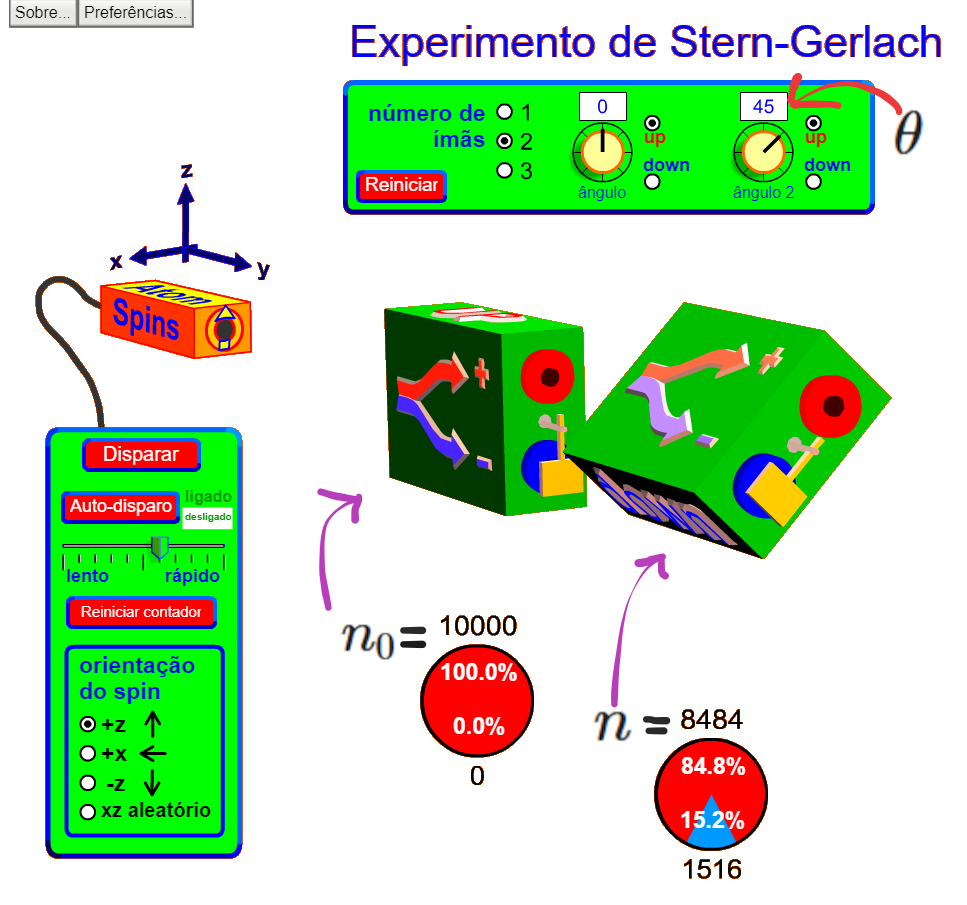 Sobre... Preferências...
Experimento de Stern-Gerlach
número de ímãs
1
2
3
Reiniciar
0
up
down
ângulo
45
up
down
ângulo 2
θ
z
x
y
Atom
Spins
Disparar
Auto-disparo
ligado
desligado
lento rápido
Reiniciar contador
orientação
do spin
+z ↑
+x ←
-z ↓
xz aleatório
+
-
+
-
n₀ = 10000
100.0%
0.0%
0
n = 8484
84.8%
15.2%
1516